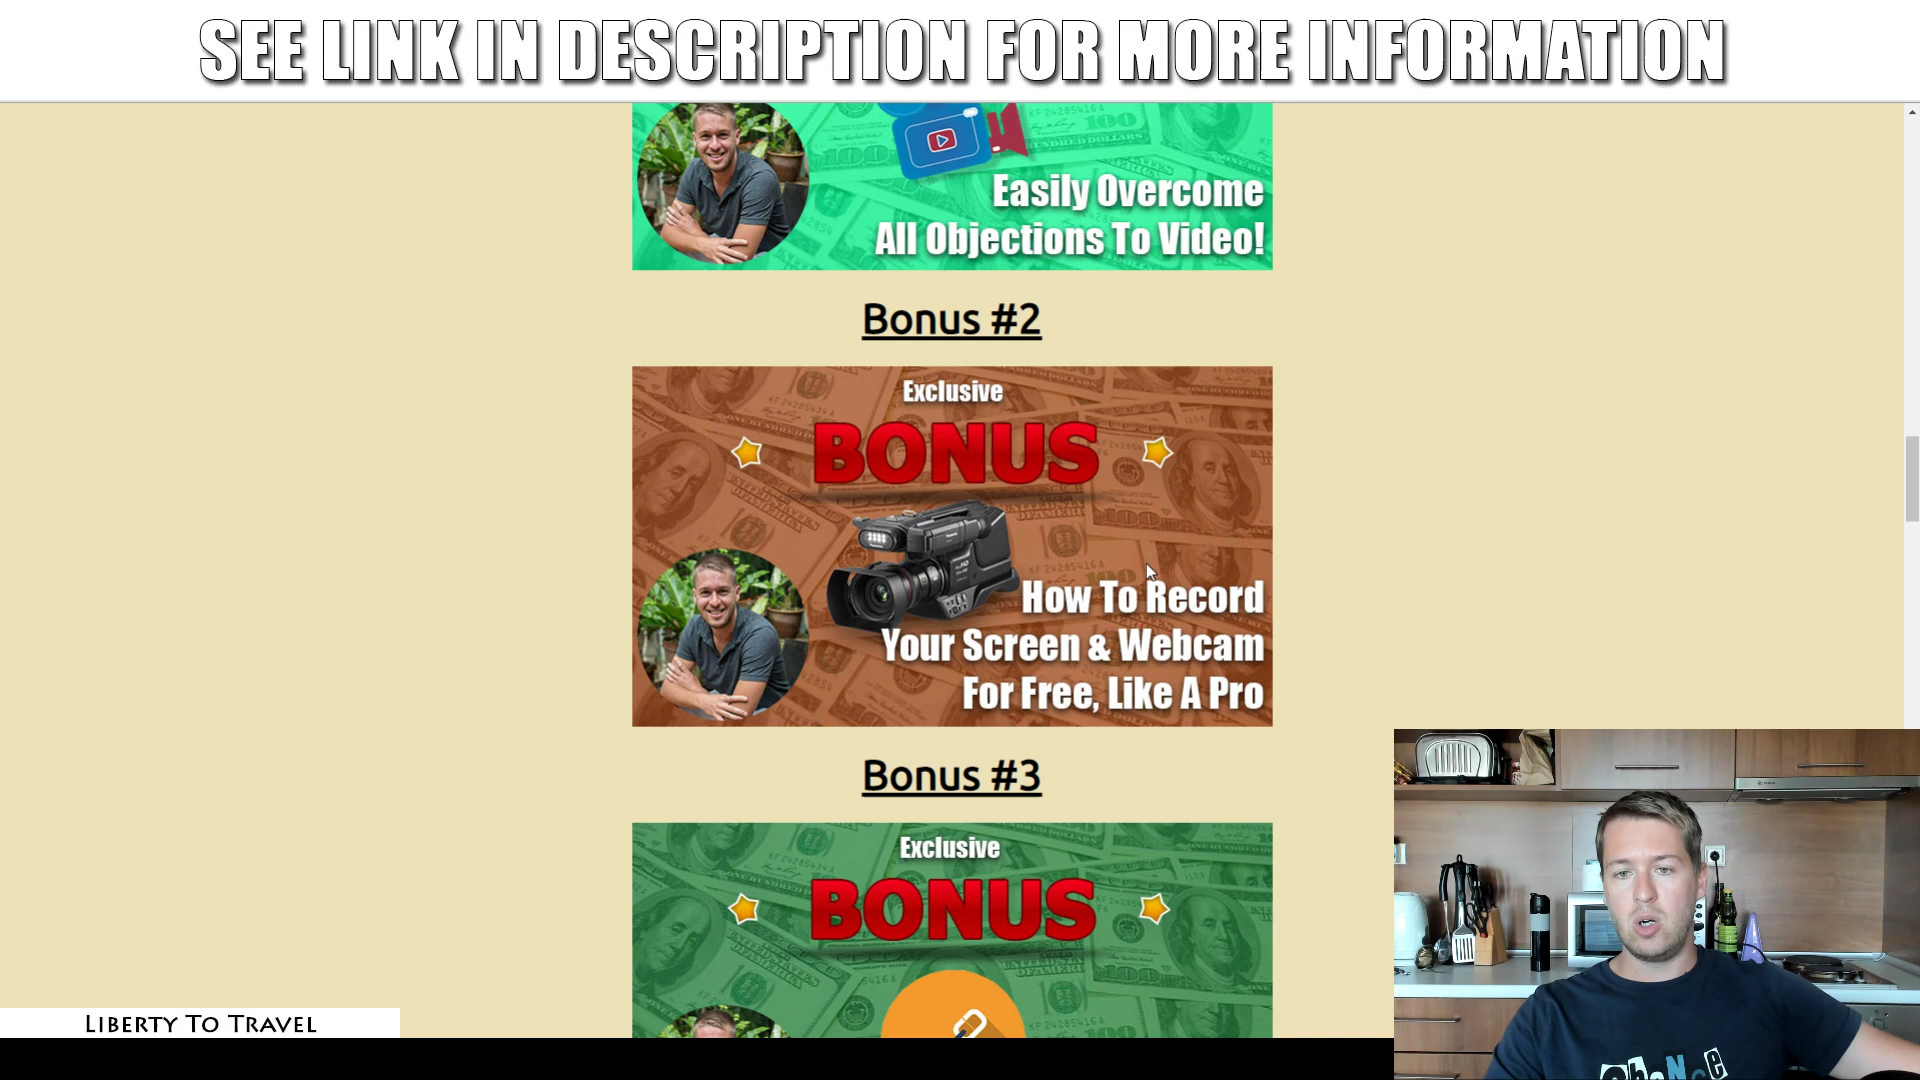 SEE LINK IN DESCRIPTION FOR MORE INFORMATION
Easily Overcome
All Objections To Video!
Bonus #2
Exclusive
BONUS
How To Record
Your Screen & Webcam
For Free, Like A Pro
Bonus #3
Exclusive
BONUS
LIBERTY TO TRAVEL